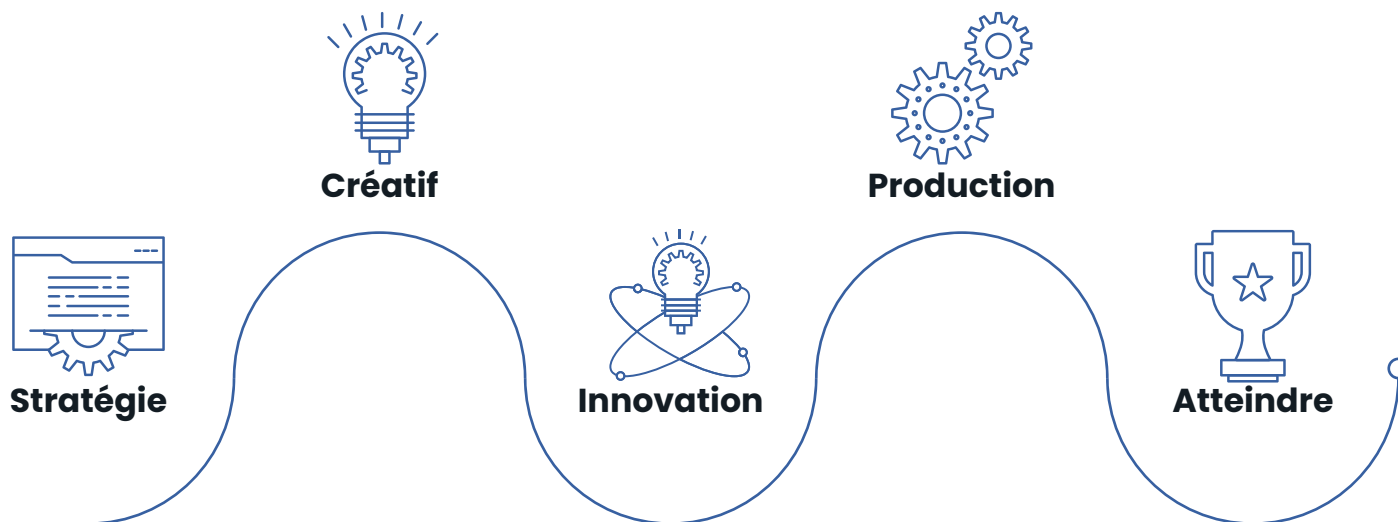 Stratégie
Créatif
Innovation
Production
Atteindre